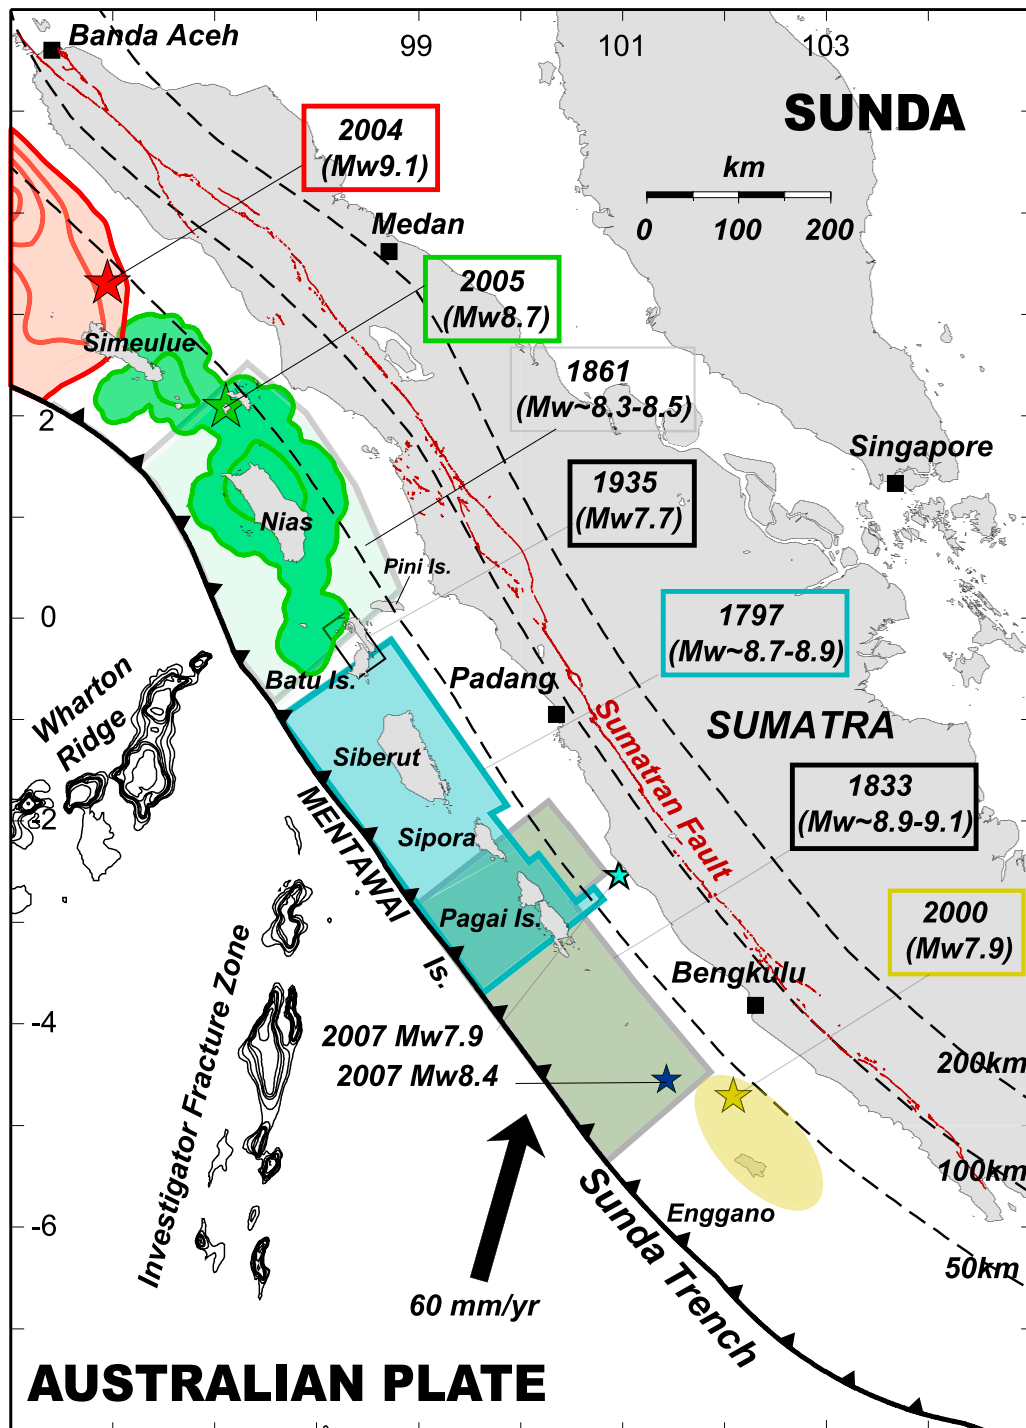 Banda Aceh
99
101
103
SUNDA
2004
(Mw9.1)
km
0 100 200
Medan
2005
(Mw8.7)
Simeulue
1861
(Mw~8.3-8.5)
2
Singapore
1935
(Mw7.7)
Nias
Pini Is.
0
1797
(Mw~8.7-8.9)
Batu Is.
Padang
Wharton
Ridge
Sumatran Fault
SUMATRA
Siberut
1833
(Mw~8.9-9.1)
-2
MENTAWAI
Is.
Sipora
Pagai Is.
2000
(Mw7.9)
Bengkulu
Investigator Fracture Zone
-4
2007 Mw7.9
2007 Mw8.4
200km
100km
50km
Enggano
-6
Sunda Trench
60 mm/yr
AUSTRALIAN PLATE